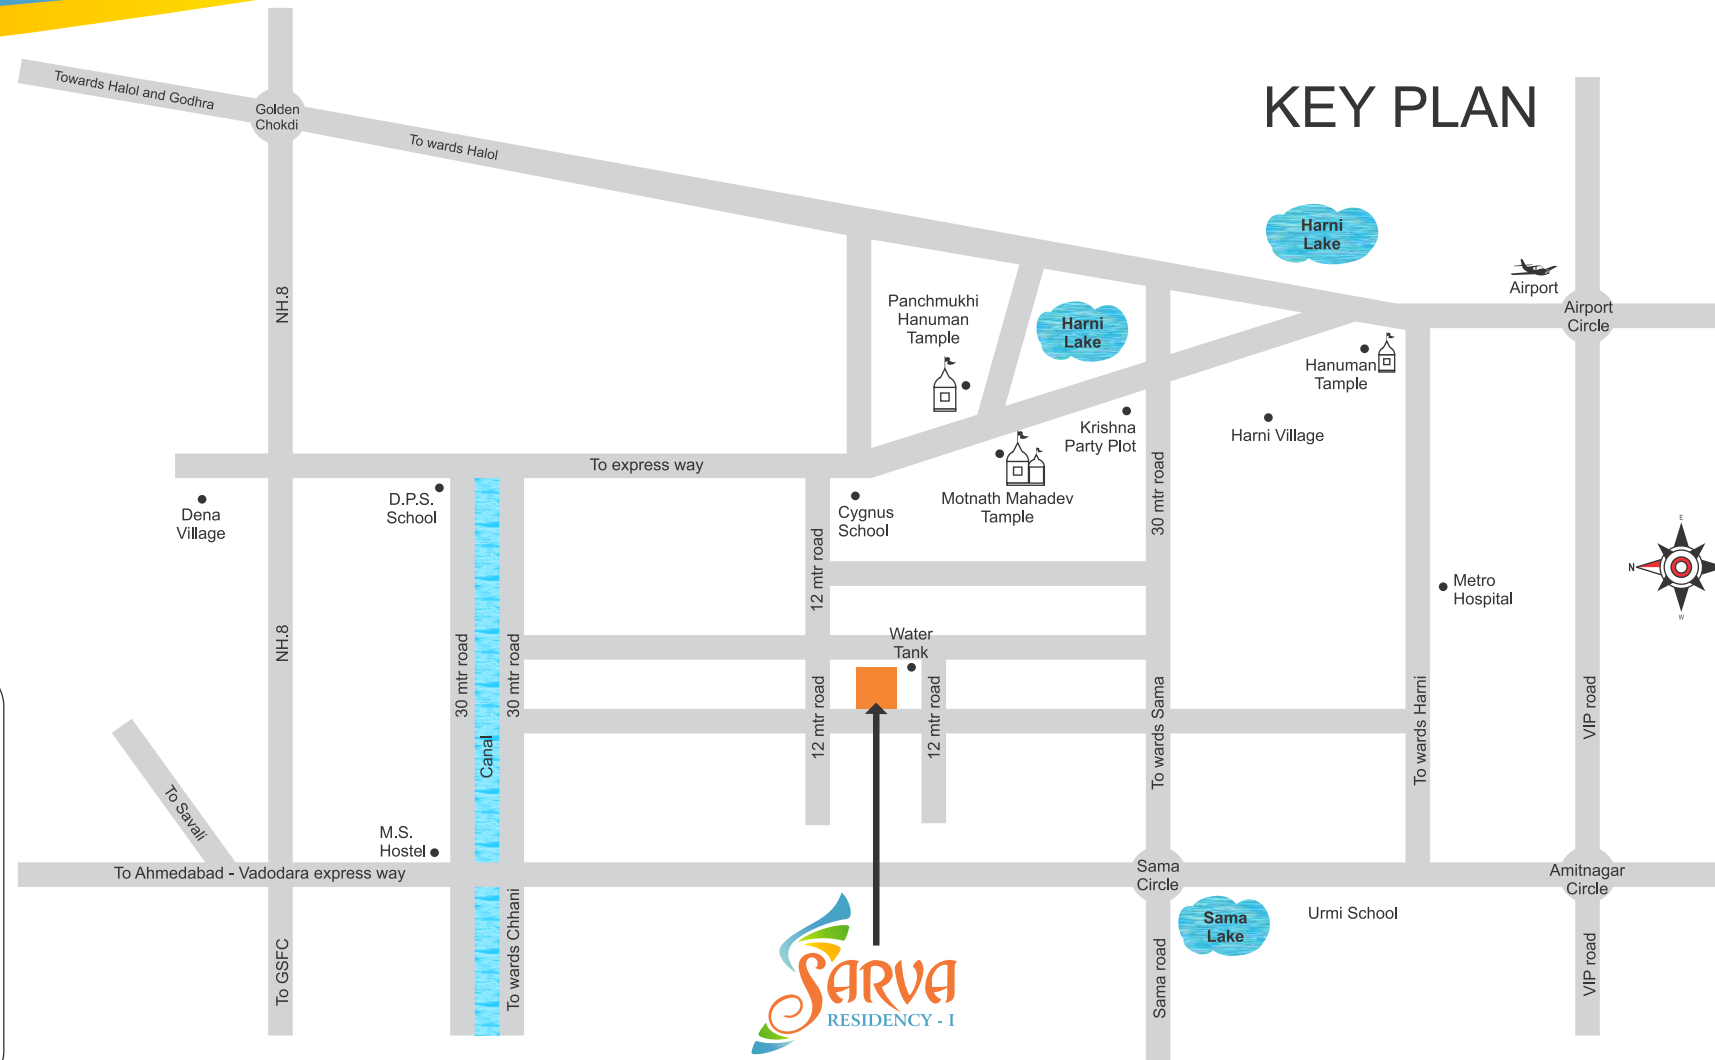 KEY PLAN
Towards Halol and Godhra
Golden
Chokdi
To wards Halol
NH.8
Harni
Lake
Airport
Airport
Circle
Panchmukhi
Hanuman
Tample
Harni
Lake
Hanuman
Tample
Krishna
Party Plot
Harni Village
To express way
Motnath Mahadev
Tample
Dena
Village
D.P.S.
School
Cygnus
School
30 mtr road
12 mtr road
E
N
W
Metro
Hospital
NH.8
30 mtr road
30 mtr road
Water
Tank
12 mtr road
12 mtr road
To wards Sama
To wards Harni
VIP road
Canal
To Savali
M.S.
Hostel
To Ahmedabad - Vadodara express way
Sama
Circle
Amitnagar
Circle
Sama
Lake
Urmi School
To GSFC
To wards Chhani
Sama road
VIP road
SARVA
RESIDENCY - I